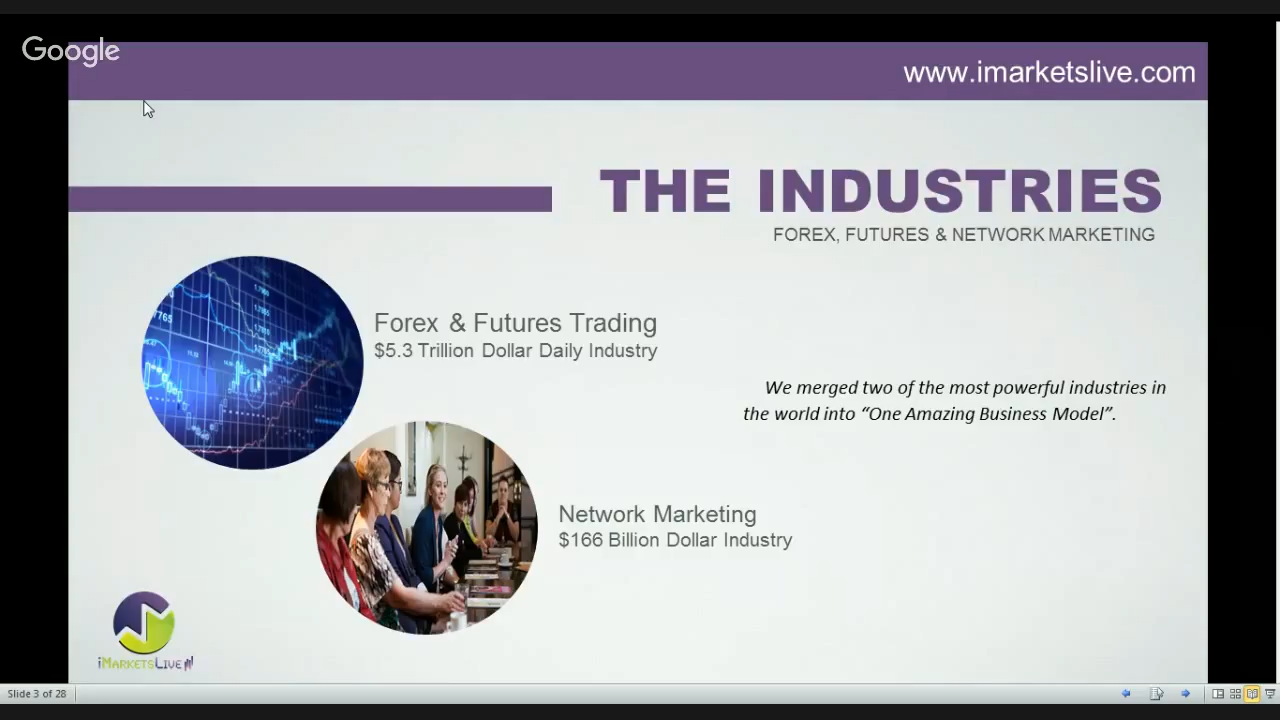 Google
www.imarketslive.com
THE INDUSTRIES
FOREX, FUTURES & NETWORK MARKETING
Forex & Futures Trading
$5.3 Trillion Dollar Daily Industry
We merged two of the most powerful industries in
the world into “One Amazing Business Model”.
Network Marketing
$166 Billion Dollar Industry
iMarketsLive
Slide 3 of 28